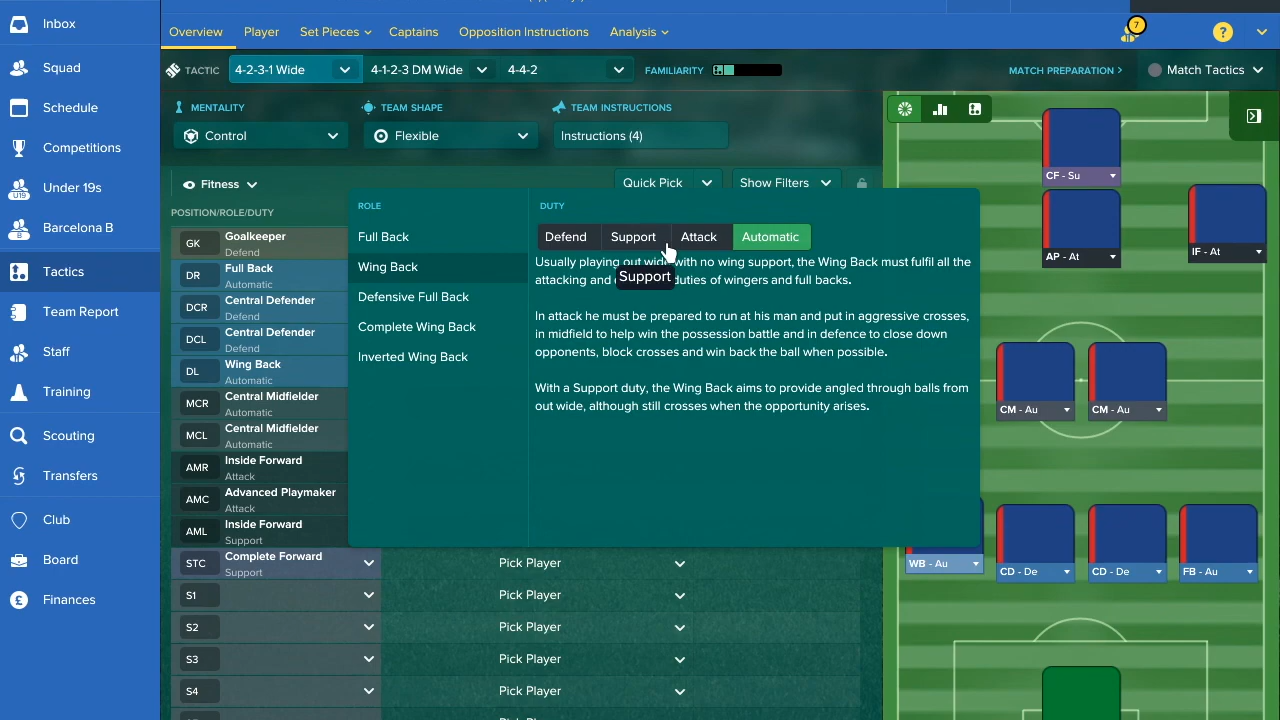 Inbox
Squad
Schedule
Competitions
Under 19s
U19
Barcelona B
Tactics
Team Report
Staff
Training
Scouting
Transfers
Club
Board
Finances
Overview
Player
Set Pieces
Captains
Opposition Instructions
Analysis
7
?
TACTIC
4-2-3-1 Wide
4-1-2-3 DM Wide
4-4-2
FAMILIARITY
MATCH PREPARATION >
Match Tactics
MENTALITY
TEAM SHAPE
TEAM INSTRUCTIONS
Control
Flexible
Instructions (4)
Fitness
Quick Pick
Show Filters
POSITION/ROLE/DUTY
GK
Goalkeeper
Defend
DR
Full Back
Automatic
DCR
Central Defender
Defend
DCL
Central Defender
Defend
DL
Wing Back
Automatic
MCR
Central Midfielder
Automatic
MCL
Central Midfielder
Automatic
AMR
Inside Forward
Attack
AMC
Advanced Playmaker
Attack
AML
Inside Forward
Support
STC
Complete Forward
Support
Pick Player
S1
Pick Player
S2
Pick Player
S3
Pick Player
S4
Pick Player
ROLE
Full Back
Wing Back
Defensive Full Back
Complete Wing Back
Inverted Wing Back
DUTY
Defend
Support
Attack
Automatic
Usually playing out wide with no wing support, the Wing Back must fulfil all the
attacking and duties of wingers and full backs.
Support
In attack he must be prepared to run at his man and put in aggressive crosses,
in midfield to help win the possession battle and in defence to close down
opponents, block crosses and win back the ball when possible.
With a Support duty, the Wing Back aims to provide angled through balls from
out wide, although still crosses when the opportunity arises.
CF - Su
AP - At
IF - At
CM - Au
CM - Au
WB - Au
CD - De
CD - De
FB - Au